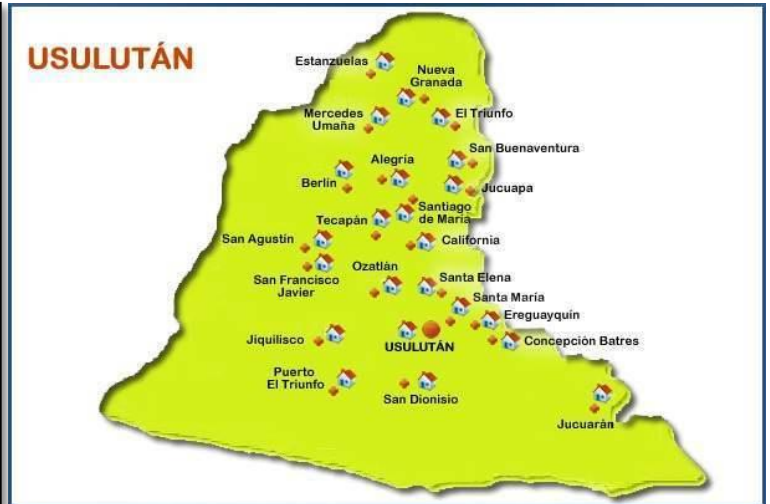 USULUTÁN
Estanzuelas
Nueva
Granada
Mercedes
Umaña
El Triunfo
San Buenaventura
Alegría
Berlín
Jucuapa
Santiago
de María
Tecapán
San Agustín
California
Ozatlán
San Francisco
Javier
Santa Elena
Santa María
Ereguayquín
Jiquilisco
USULUTÁN
Concepción Batres
Puerto
El Triunfo
San Dionisio
Jucuarán